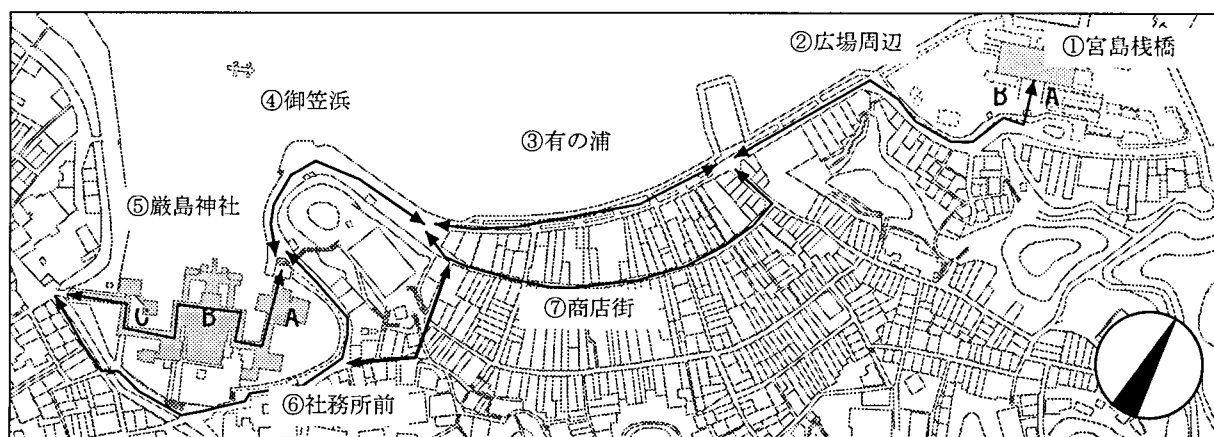 ①宮島桟橋
②広場周辺
B A
④御笠浜
③有の浦
⑤厳島神社
C B A
⑦商店街
⑥社務所前